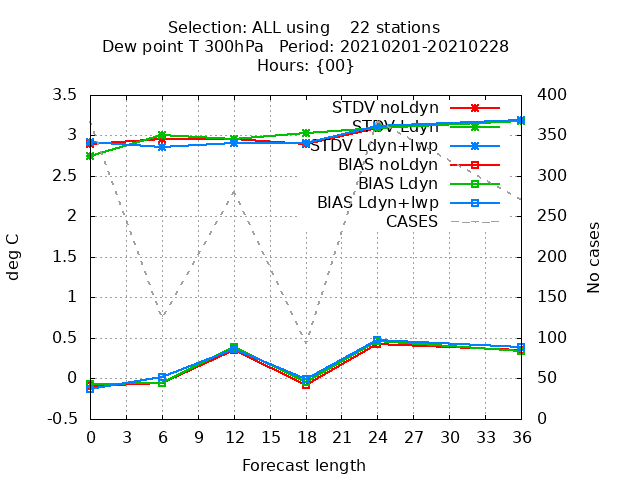 Selection: ALL using    22 stations
Dew point T 300hPa   Period: 20210201-20210228
Hours: {00}
3.5
3
2.5
2
1.5
1
0.5
0
-0.5
deg C
STDV noLdyn
STDV Ldyn
STDV Ldyn+lwp
BIAS noLdyn
BIAS Ldyn
BIAS Ldyn+lwp
CASES
400
350
300
250
200
150
100
50
0
No cases
0 3 6 9 12 15 18 21 24 27 30 33 36
Forecast length